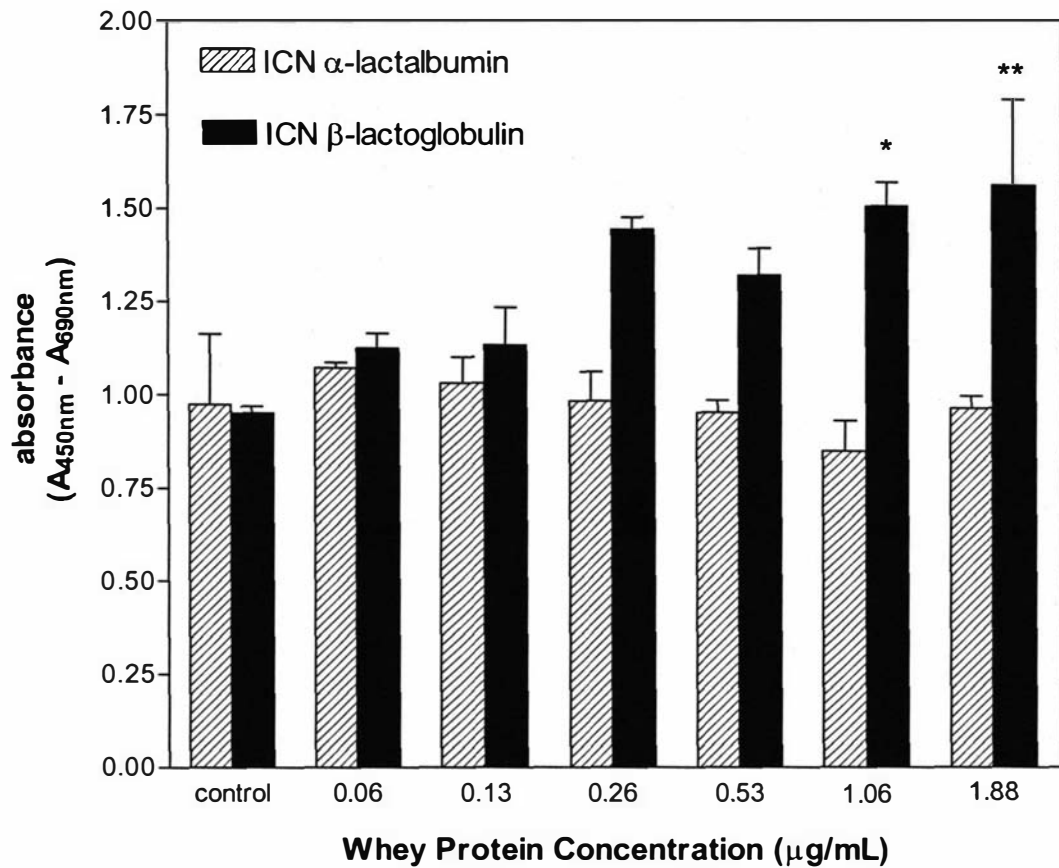 2.00
1.75
1.50
1.25
1.00
0.75
0.50
0.25
0.00
absorbance
(A450nm - A690nm)
ICN α-lactalbumin
ICN β-lactoglobulin
*
**
control 0.06 0.13 0.26 0.53 1.06 1.88
Whey Protein Concentration (μg/mL)